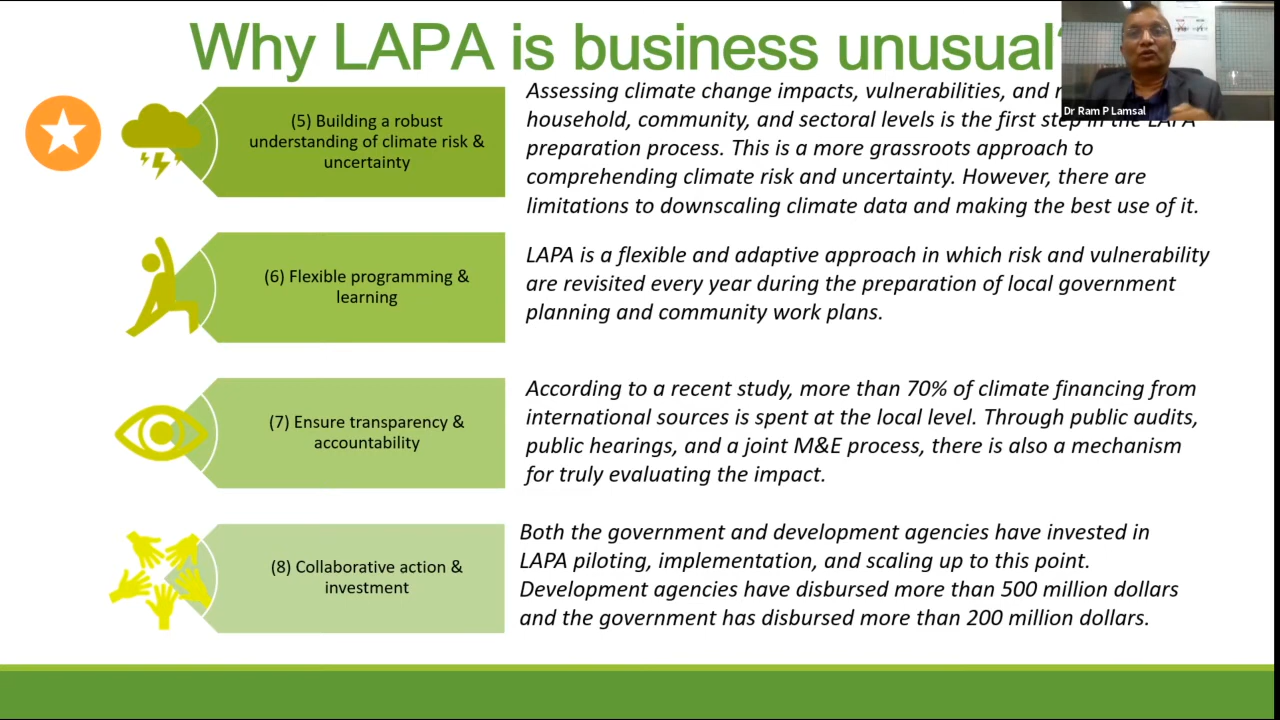 Why LAPA is business unusual?
Dr Ram P Lamsal
(5) Building a robust
understanding of climate risk &
uncertainty
Assessing climate change impacts, vulnerabilities, and
household, community, and sectoral levels is the first step in the LAPA
preparation process. This is a more grassroots approach to
comprehending climate risk and uncertainty. However, there are
limitations to downscaling climate data and making the best use of it.
(6) Flexible programming &
learning
LAPA is a flexible and adaptive approach in which risk and vulnerability
are revisited every year during the preparation of local government
planning and community work plans.
(7) Ensure transparency &
accountability
According to a recent study, more than 70% of climate financing from
international sources is spent at the local level. Through public audits,
public hearings, and a joint M&E process, there is also a mechanism
for truly evaluating the impact.
(8) Collaborative action &
investment
Both the government and development agencies have invested in
LAPA piloting, implementation, and scaling up to this point.
Development agencies have disbursed more than 500 million dollars
and the government has disbursed more than 200 million dollars.